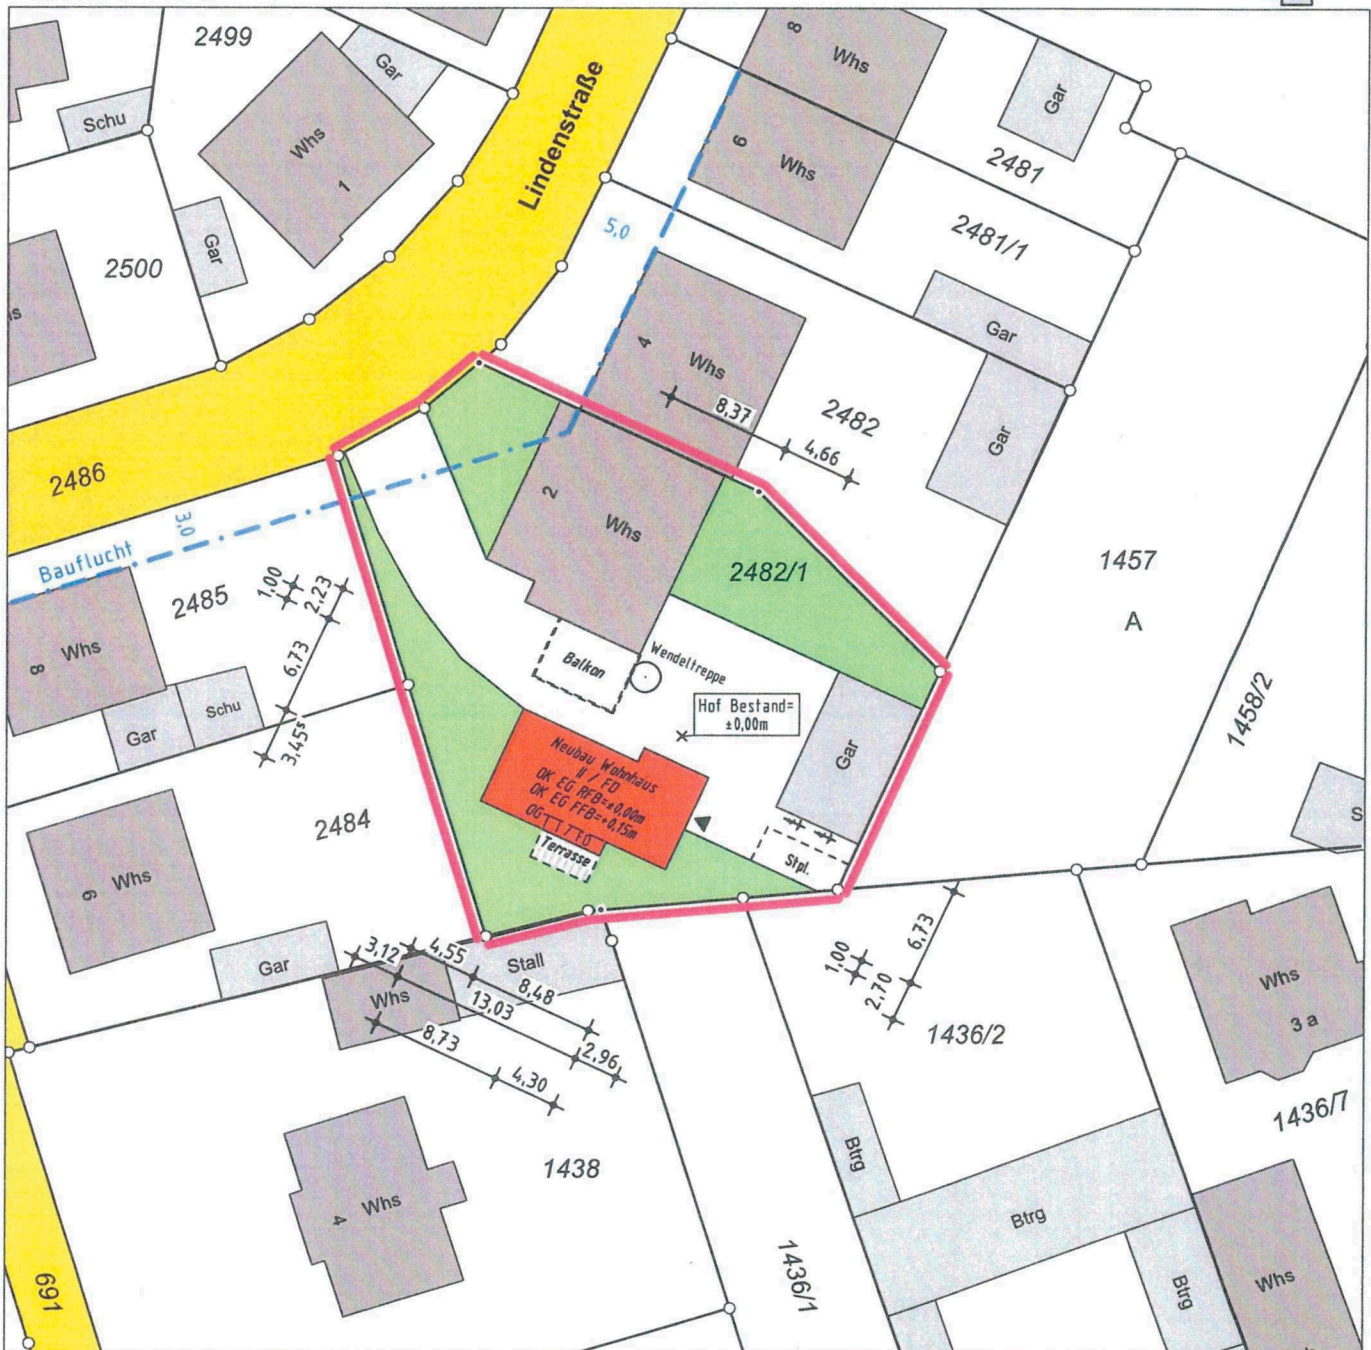 2499
Gar
8
Whs
Schu
Whs
1
Lindenstraße
Gar
6
Whs
2481
Gar
2500
5,0
2481/1
Gar
4
Whs
8,37
4,66
2482
Gar
2486
3,0
Bauflucht
2
Whs
2482/1
1457
A
1458/2
2485
1,00
2,23
6,73
3,45⁵
8
Whs
Schu
Gar
Balkon
Wendeltreppe
Hof Bestand=
±0,00m
Gar
Neubau Wohnhaus
II / FD
OK EG RFB=±0,00m
OK EG FFB=+0,15m
OG
Terrasse
Stpl.
S
2484
6
Whs
Gar
3,12
4,55
8,48
13,03
2,96
8,73
4,30
Stall
Whs
1,00
6,73
2,70
1436/2
Whs
3 a
1436/7
1438
4
Whs
Btrg
Btrg
Btrg
Whs
1436/1
691